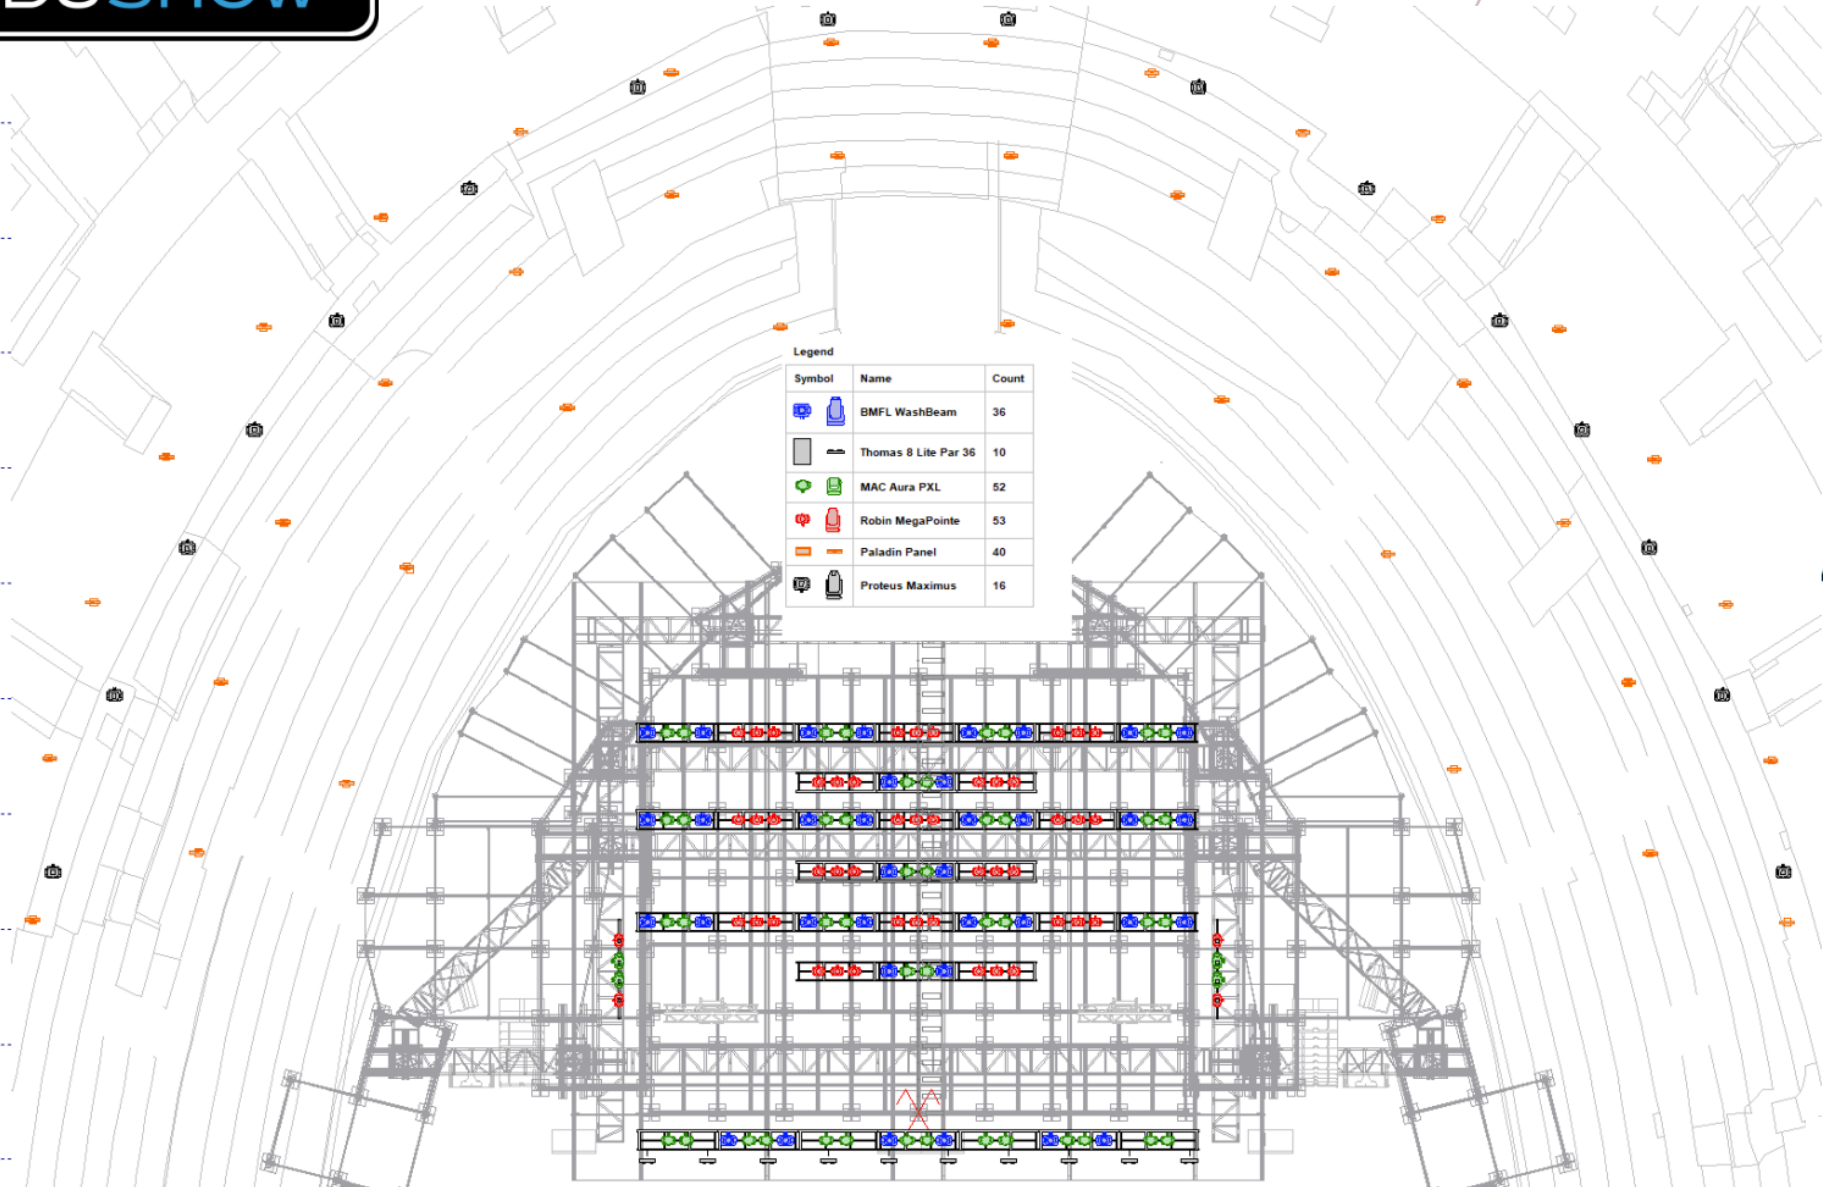 Legend
Symbol Name Count
BMFL WashBeam 36
Thomas 8 Lite Par 36 10
MAC Aura PXL 52
Robin MegaPointe 53
Paladin Panel 40
Proteus Maximus 16